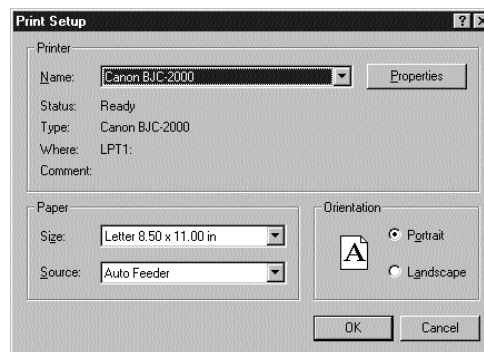 Print Setup
Printer
Name: Canon BJC-2000 Properties
Status: Ready
Type: Canon BJC-2000
Where: LPT1:
Comment:
Paper
Size: Letter 8.50 x 11.00 in
Source: Auto Feeder
Orientation
A
Portrait
Landscape
OK Cancel